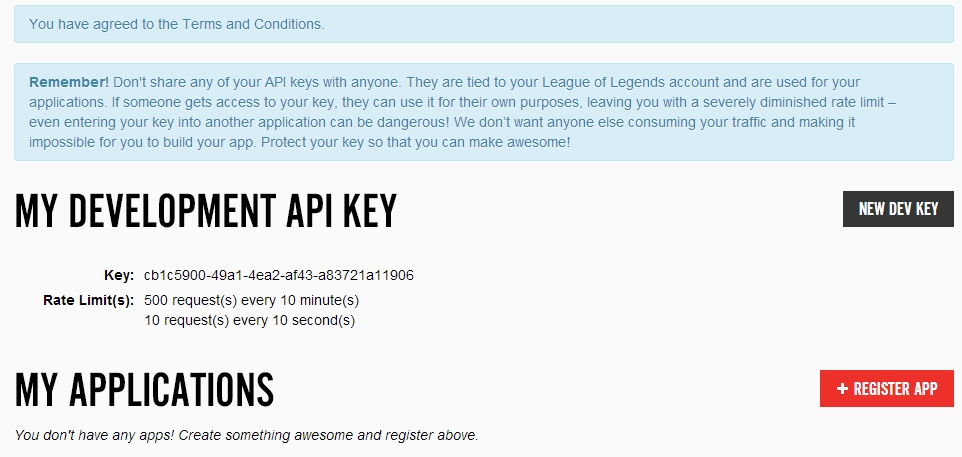 You have agreed to the Terms and Conditions.
Remember! Don't share any of your API keys with anyone. They are tied to your League of Legends account and are used for your
applications. If someone gets access to your key, they can use it for their own purposes, leaving you with a severely diminished rate limit –
even entering your key into another application can be dangerous! We don't want anyone else consuming your traffic and making it
impossible for you to build your app. Protect your key so that you can make awesome!
MY DEVELOPMENT API KEY
NEW DEV KEY
Key: cb1c5900-49a1-4ea2-af43-a83721a11906
Rate Limit(s): 500 request(s) every 10 minute(s)
10 request(s) every 10 second(s)
MY APPLICATIONS
+ REGISTER APP
You don't have any apps! Create something awesome and register above.